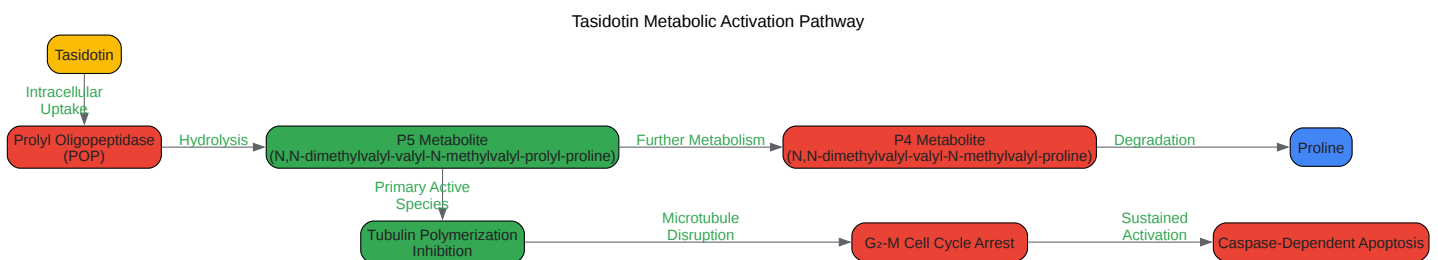 Tasidotin Metabolic Activation Pathway
Tasidotin
Intracellular
Uptake
Prolyl Oligopeptidase
(POP)
Hydrolysis
P5 Metabolite
(N,N-dimethylvalyl-valyl-N-methylvalyl-prolyl-proline)
Further Metabolism
P4 Metabolite
(N,N-dimethylvalyl-valyl-N-methylvalyl-proline)
Degradation
Proline
Primary Active
Species
Tubulin Polymerization
Inhibition
Microtubule
Disruption
G₂-M Cell Cycle Arrest
Sustained
Activation
Caspase-Dependent Apoptosis